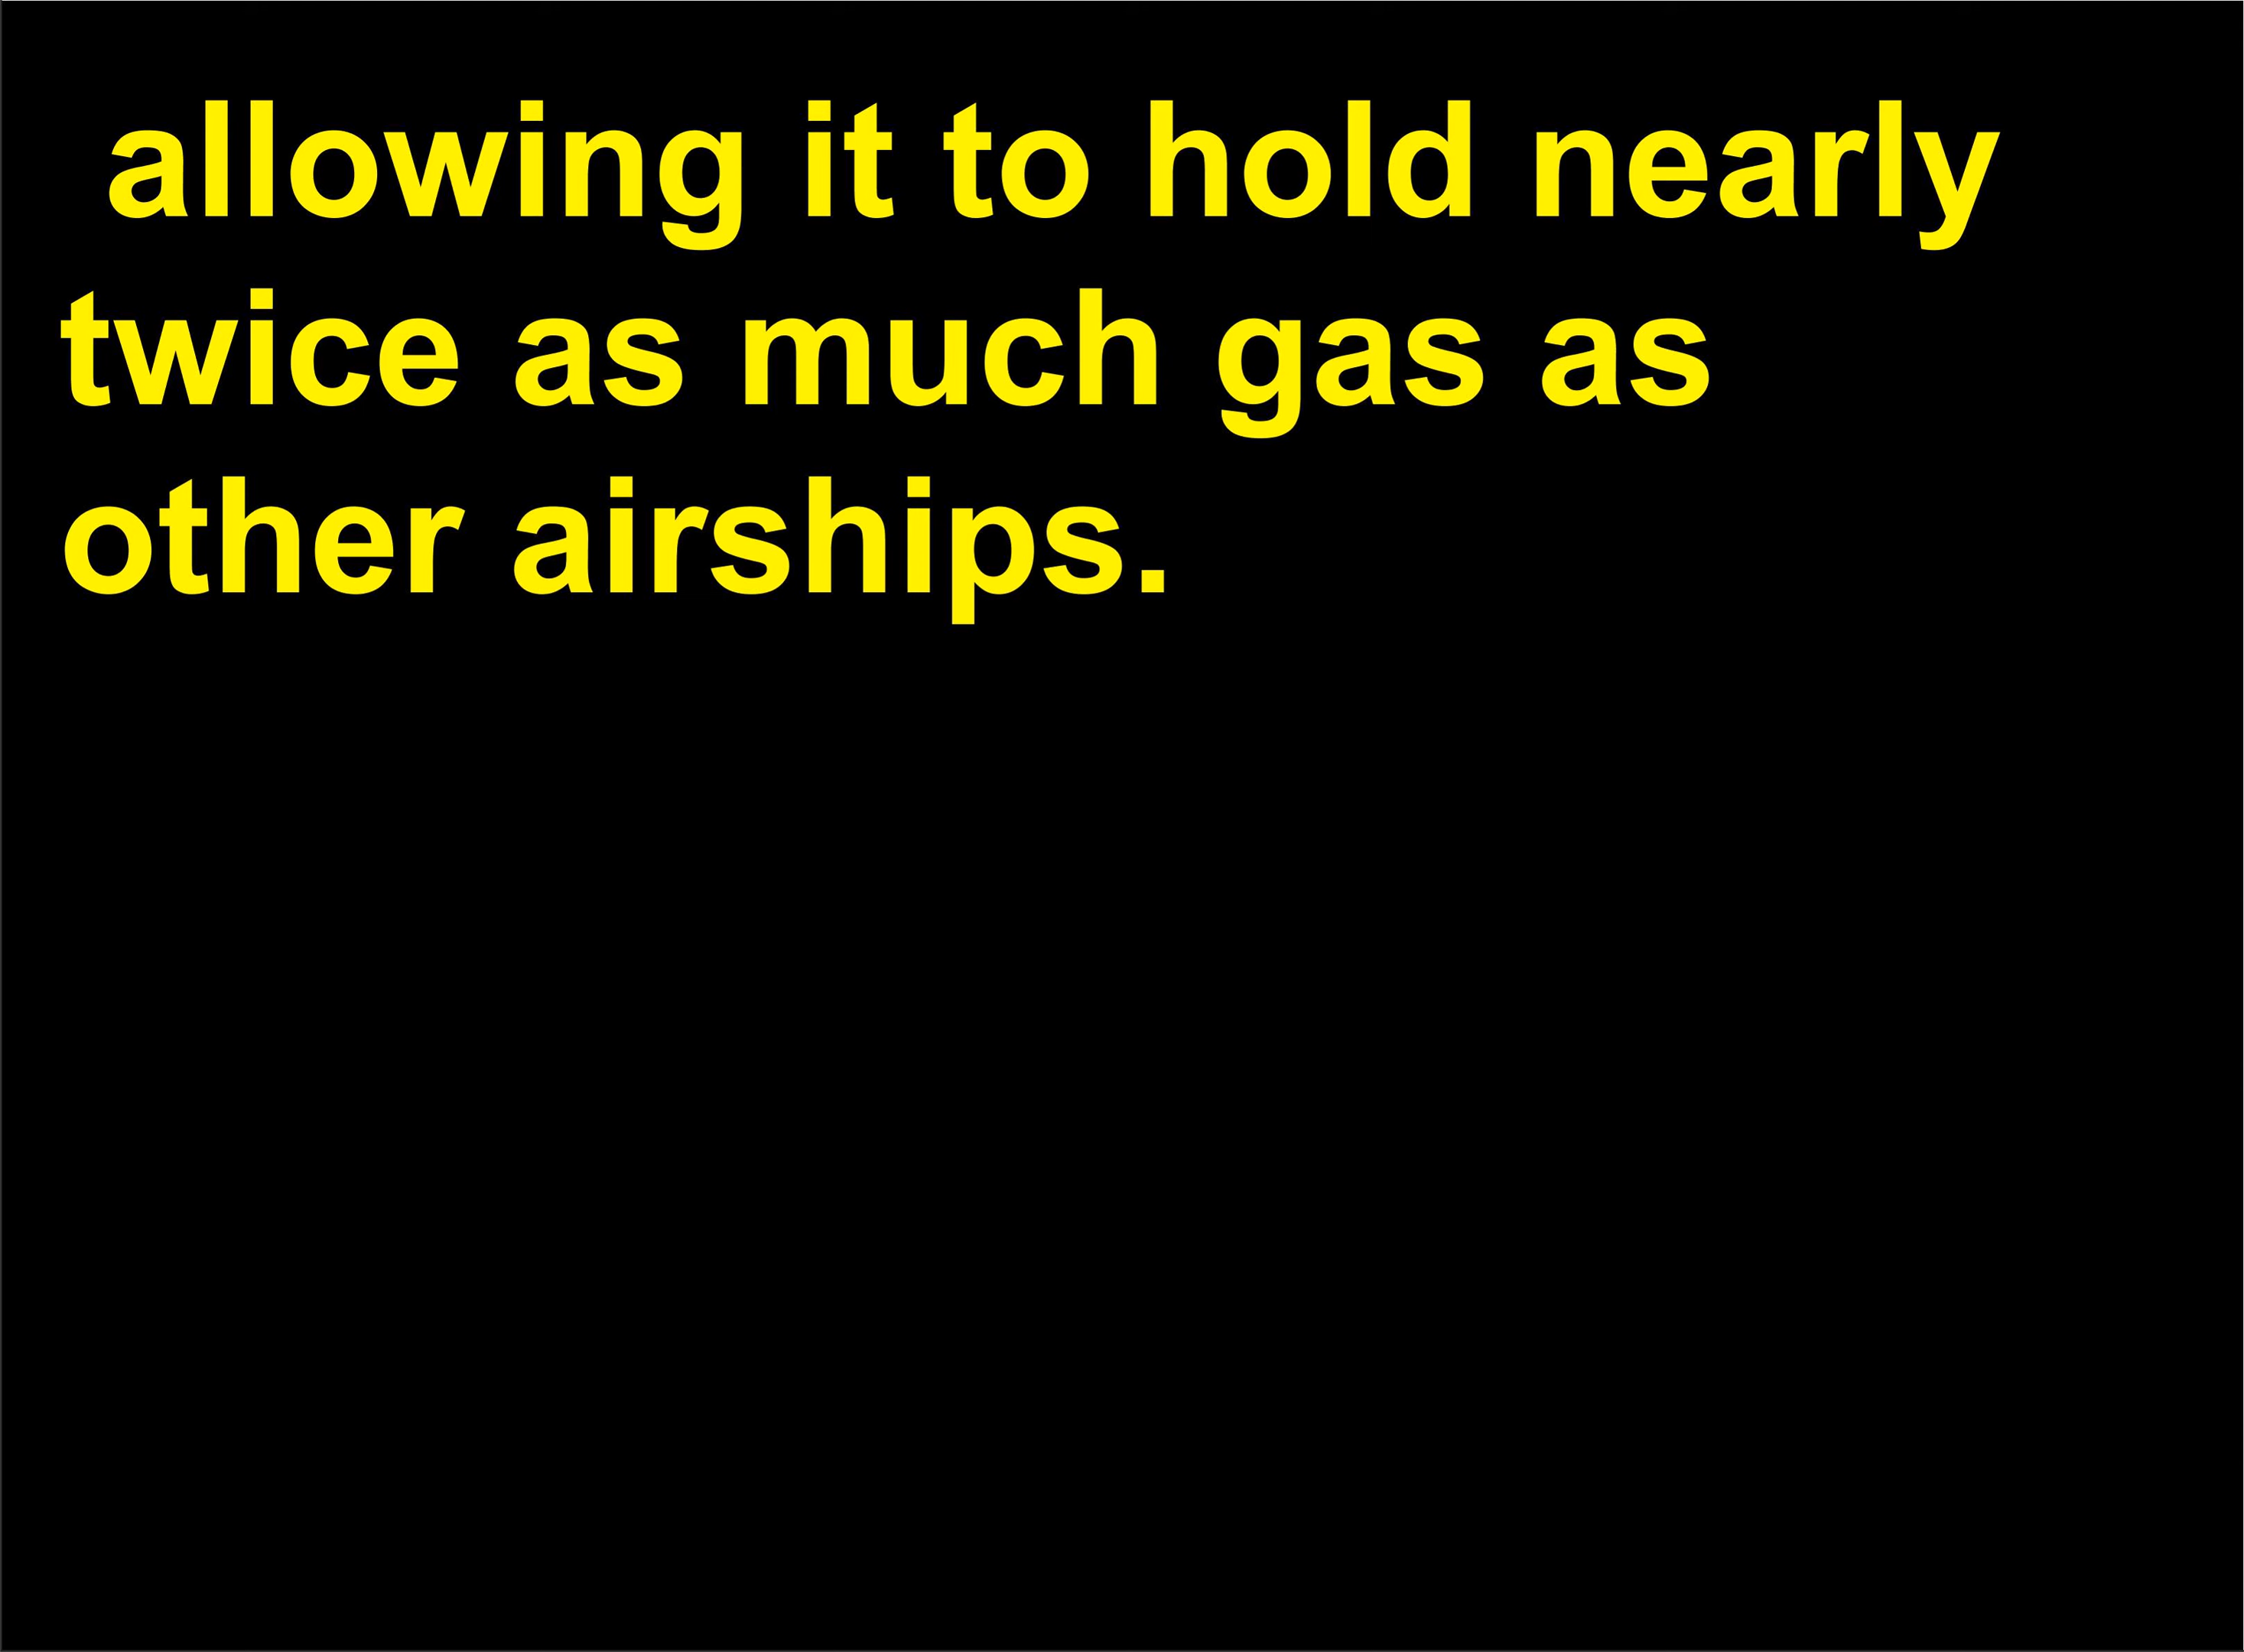 allowing it to hold nearly
twice as much gas as
other airships.